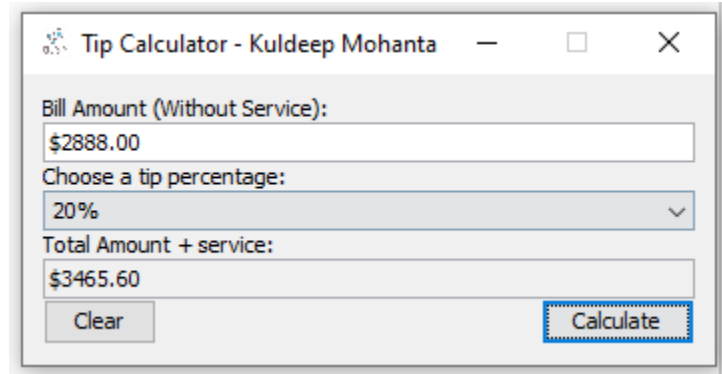 Tip Calculator - Kuldeep Mohanta
Bill Amount (Without Service):
$2888.00
Choose a tip percentage:
20%
Total Amount + service:
$3465.60
Clear Calculate